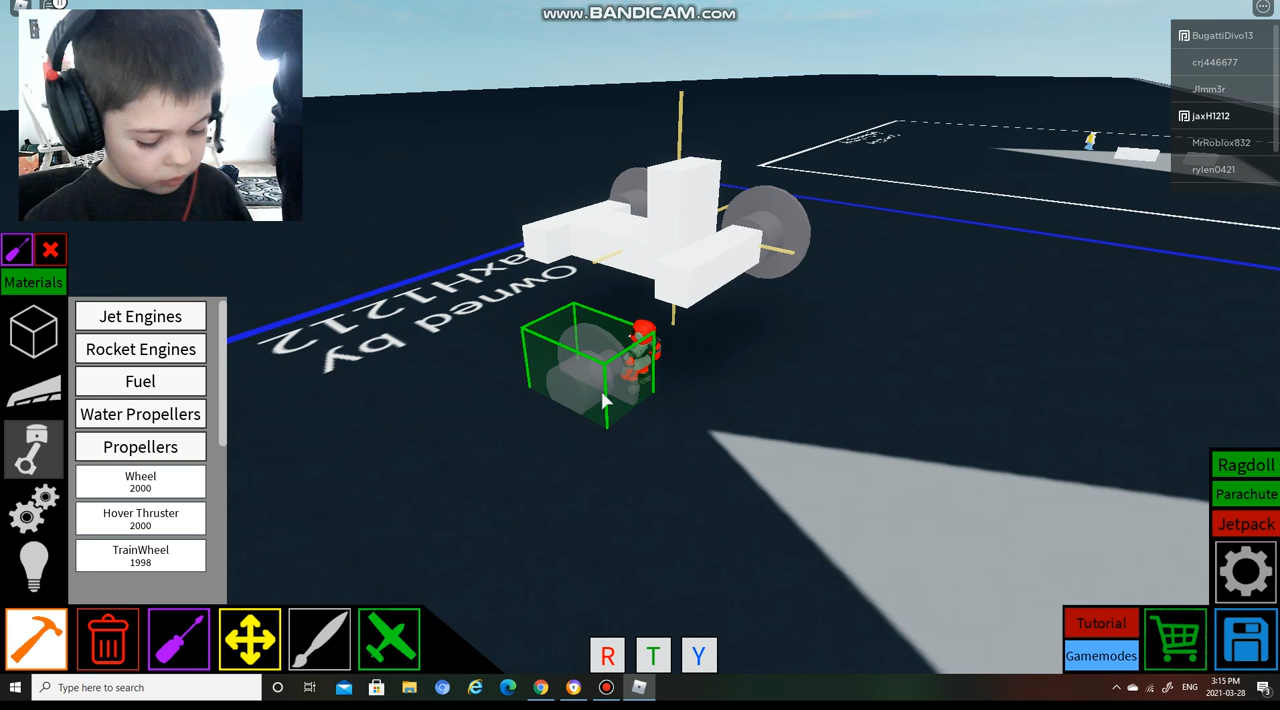 www.BANDICAM.com
BugattiDivo13
crj446677
J1mm3r
jaxH1212
MrRoblox832
rylen0421
Owned by
jaxH1212
Materials
Jet Engines
Rocket Engines
Fuel
Water Propellers
Propellers
Wheel
2000
Hover Thruster
2000
TrainWheel
1998
Ragdoll
Parachute
Jetpack
Tutorial
Gamemodes
R T Y
Type here to search
ENG
3:15 PM
2021-03-28
3